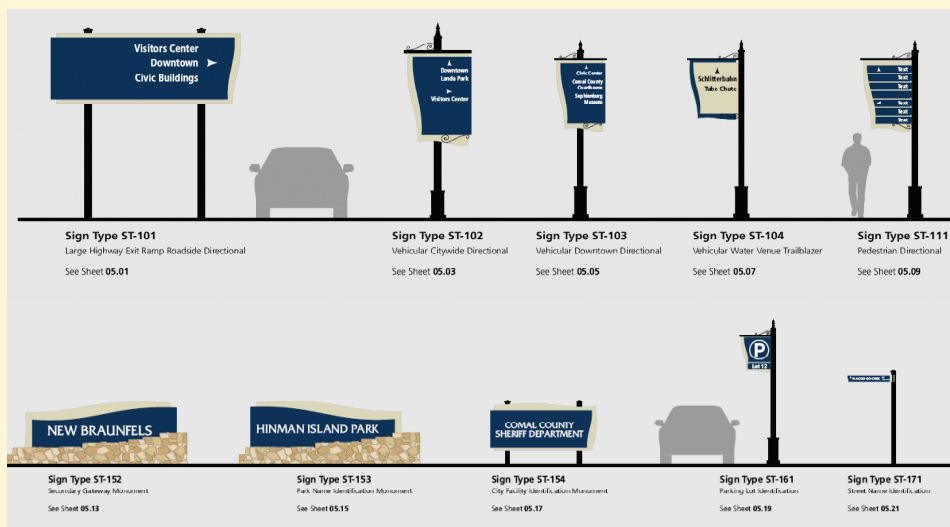 Visitors Center
Downtown
Civic Buildings
Downtown
Landa Park
Visitors Center
Civic Center
Comal County
Courthouse
Sophienburg
Museum
Schlitterbahn
Tube Chute
Text
Text
Text
Text
Text
Text
Sign Type ST-101
Large Highway Exit Ramp Roadside Directional
See Sheet 05.01
Sign Type ST-102
Vehicular Citywide Directional
See Sheet 05.03
Sign Type ST-103
Vehicular Downtown Directional
See Sheet 05.05
Sign Type ST-104
Vehicular Water Venue Trailblazer
See Sheet 05.07
Sign Type ST-111
Pedestrian Directional
See Sheet 05.09
NEW BRAUNFELS
HINMAN ISLAND PARK
COMAL COUNTY
SHERIFF DEPARTMENT
P
Lot 12
Sign Type ST-152
Secondary Gateway Monument
See Sheet 05.13
Sign Type ST-153
Park Name Identification Monument
See Sheet 05.15
Sign Type ST-154
City Facility Identification Monument
See Sheet 05.17
Sign Type ST-161
Parking Lot Identification
See Sheet 05.19
Sign Type ST-171
Street Name Identification
See Sheet 05.21